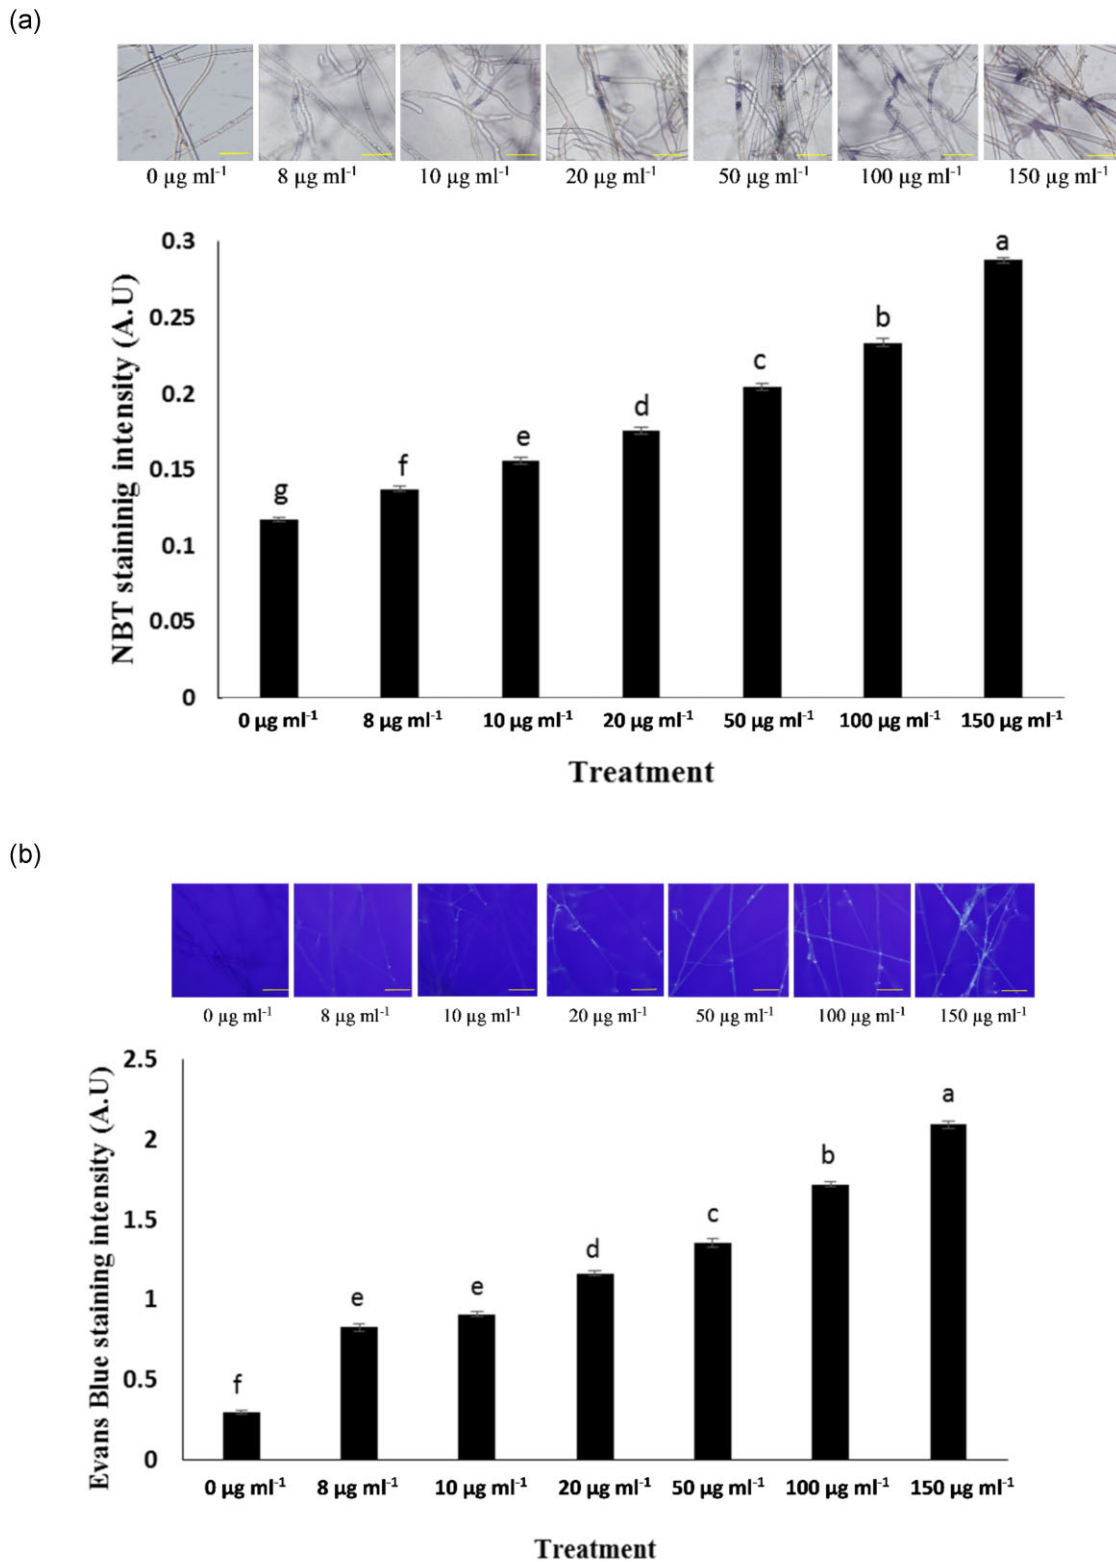 (a)
0 µg ml⁻¹ 8 µg ml⁻¹ 10 µg ml⁻¹ 20 µg ml⁻¹ 50 µg ml⁻¹ 100 µg ml⁻¹ 150 µg ml⁻¹
NBT staininig intensity (A.U)
0.3
0.25
0.2
0.15
0.1
0.05
0
g f e d c b a
0 µg ml⁻¹ 8 µg ml⁻¹ 10 µg ml⁻¹ 20 µg ml⁻¹ 50 µg ml⁻¹ 100 µg ml⁻¹ 150 µg ml⁻¹
Treatment
(b)
0 µg ml⁻¹ 8 µg ml⁻¹ 10 µg ml⁻¹ 20 µg ml⁻¹ 50 µg ml⁻¹ 100 µg ml⁻¹ 150 µg ml⁻¹
Evans Blue staining intensity (A.U)
2.5
2
1.5
1
0.5
0
f e e d c b a
0 µg ml⁻¹ 8 µg ml⁻¹ 10 µg ml⁻¹ 20 µg ml⁻¹ 50 µg ml⁻¹ 100 µg ml⁻¹ 150 µg ml⁻¹
Treatment